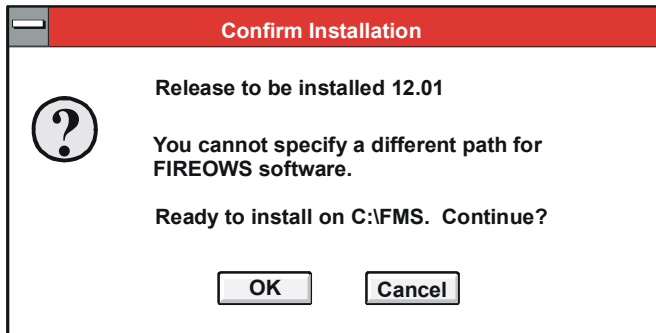 Confirm Installation
Release to be installed 12.01
You cannot specify a different path for
FIREOWS software.
Ready to install on C:\FMS.  Continue?
OK Cancel